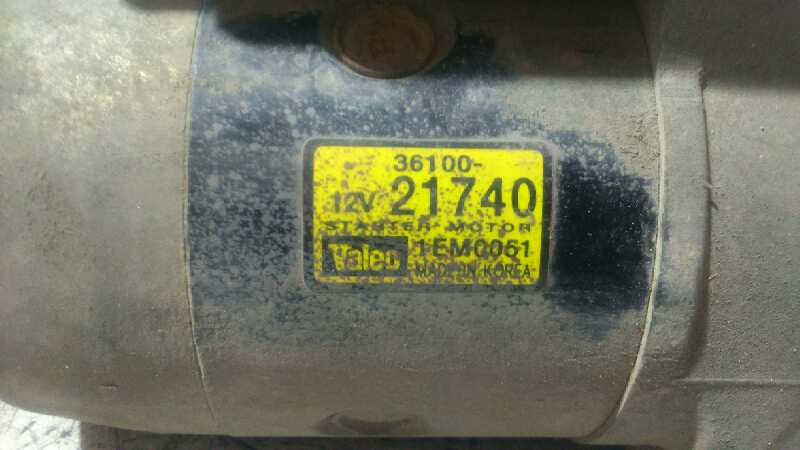 36100-
12V 21740
STARTER MOTOR
Valeo 1EM0051
MADE IN KOREA